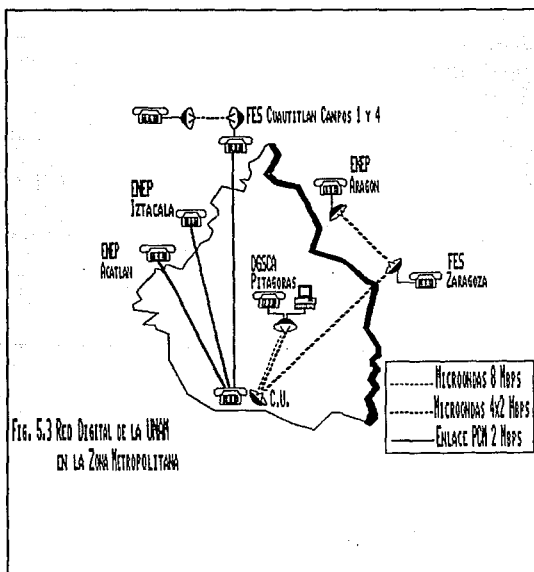 FES CUAUTITLAN CAMPOS 1 Y 4
ENEP
ARAGON
ENEP
IZTACALA
ENEP
ACATLAN
DGSCA
PITAGORAS
FES
ZARAGOZA
C.U.
MICROONDAS 8 MBPS
MICROONDAS 4X2 MBPS
ENLACE PCM 2 MBPS
FIG. 5.3 RED DIGITAL DE LA UNAM
EN LA ZONA METROPOLITANA